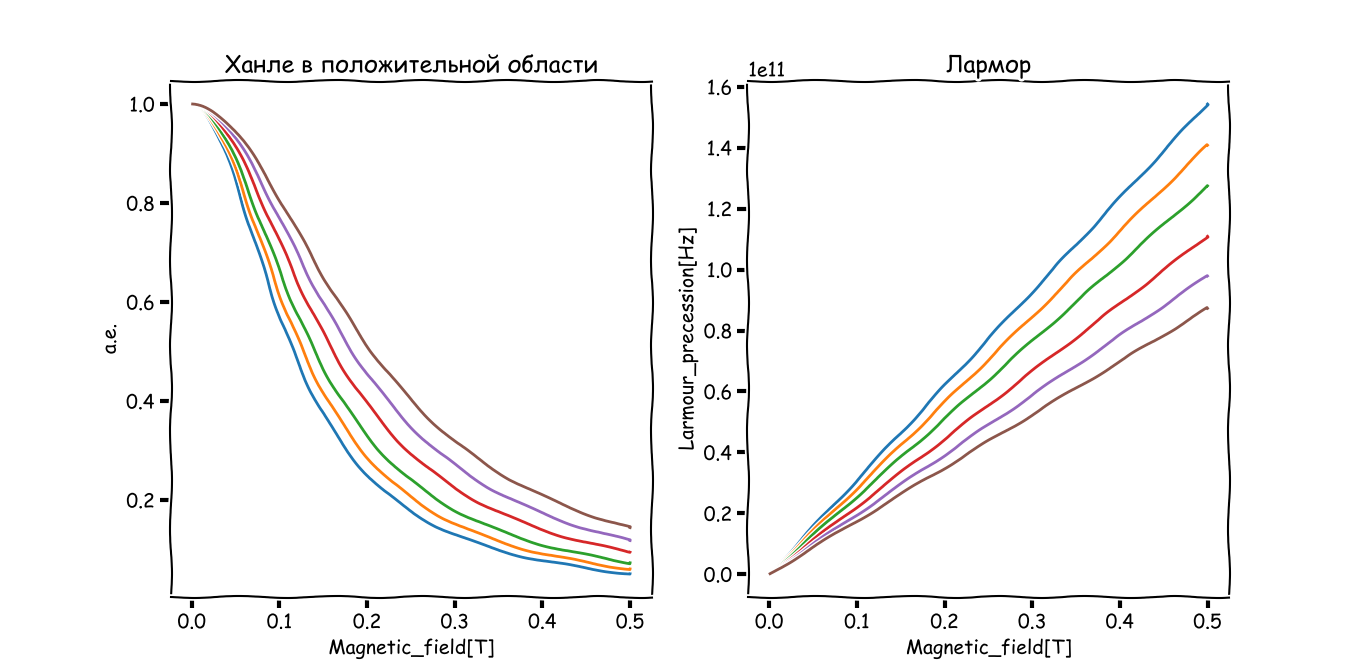 Ханле в положительной области
a.e.
1.0
0.8
0.6
0.4
0.2
0.0 0.1 0.2 0.3 0.4 0.5
Magnetic_field[T]
Лармор
1e11
Larmour_precession[Hz]
1.6
1.4
1.2
1.0
0.8
0.6
0.4
0.2
0.0
0.0 0.1 0.2 0.3 0.4 0.5
Magnetic_field[T]